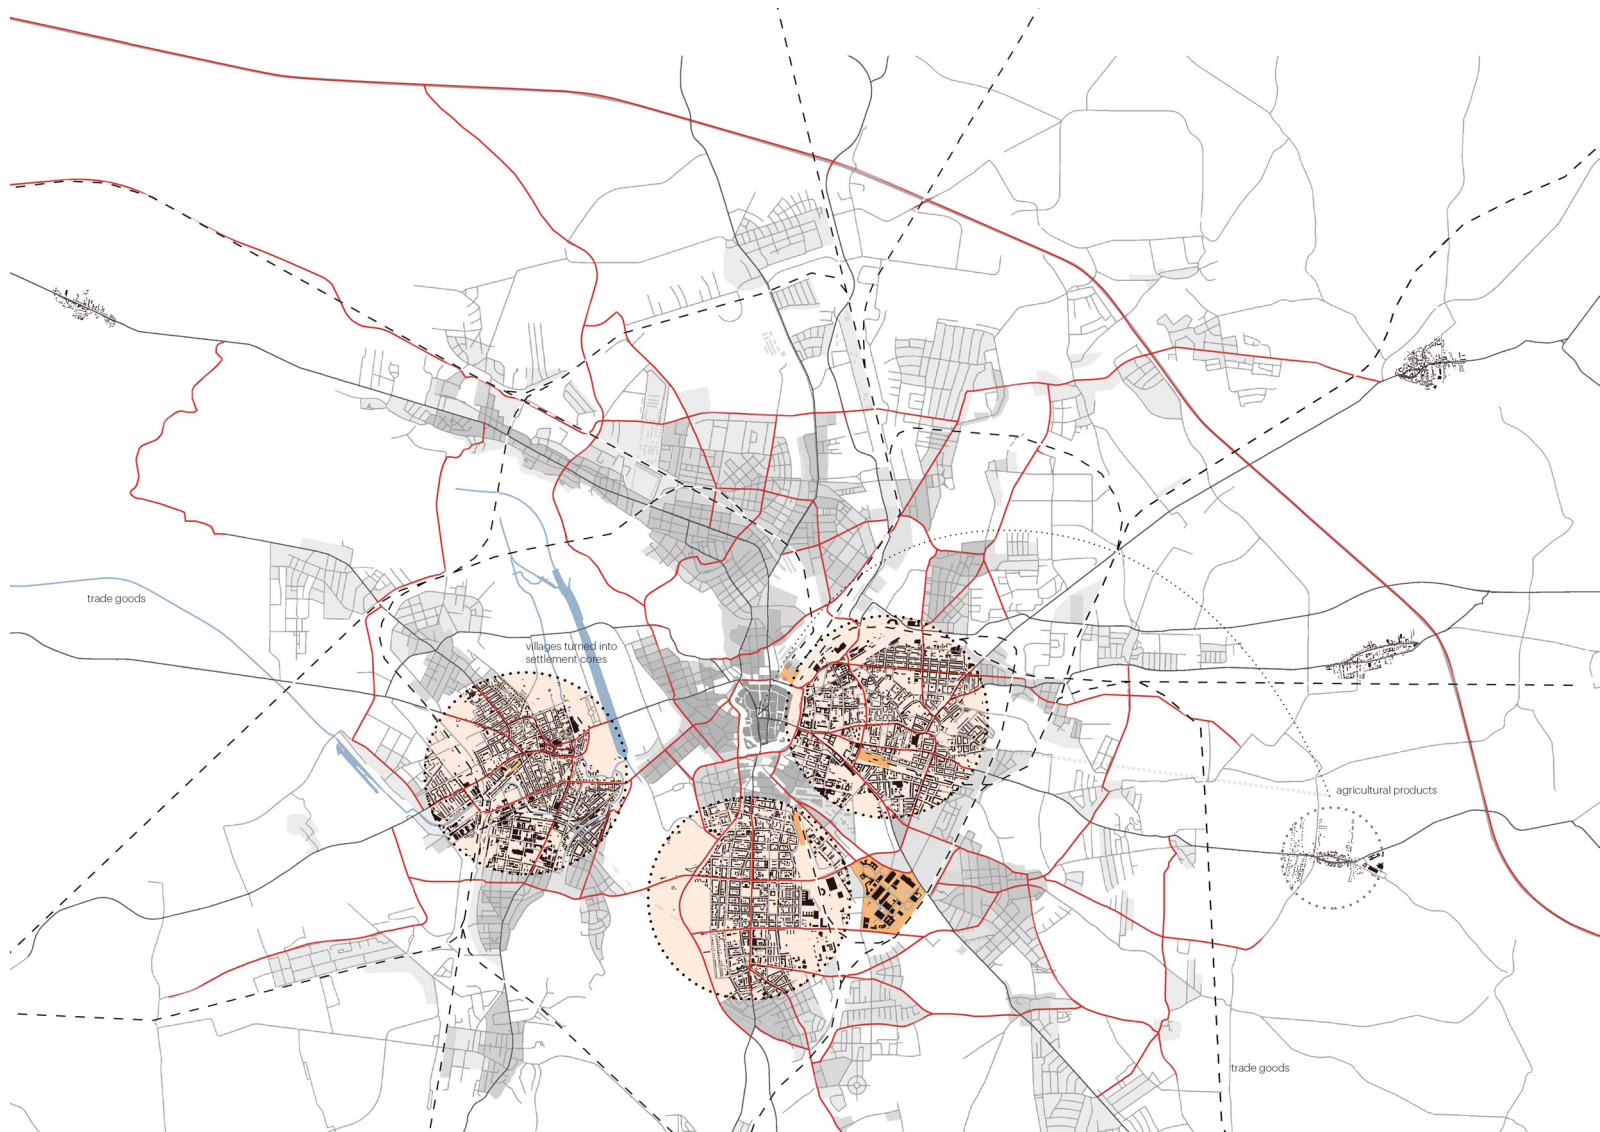 trade goods
villages turned into
settlement cores
agricultural products
trade goods